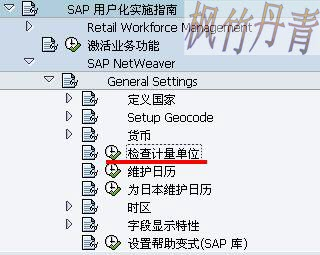 SAP 用户化实施指南
Retail Workforce Management
激活业务功能
SAP NetWeaver
General Settings
定义国家
Setup Geocode
货币
检查计量单位
维护日历
为日本维护日历
时区
字段显示特性
设置帮助变式(SAP 库)
枫竹丹青